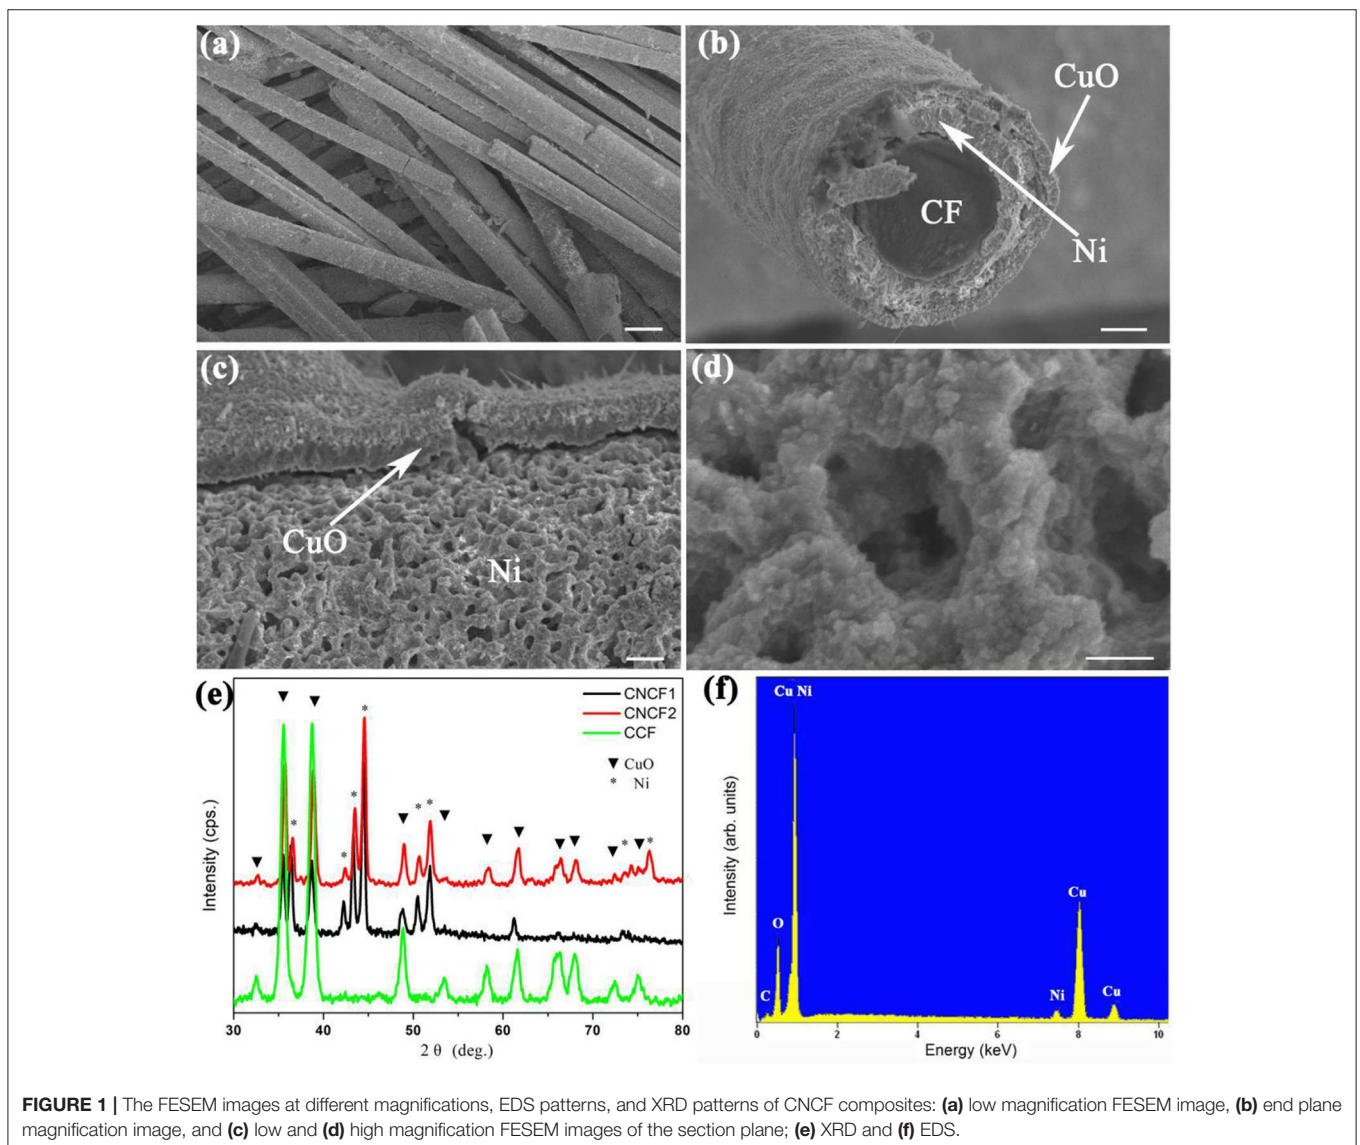 (a)
(b)
CuO
CF
Ni
(c)
CuO
Ni
(d)
(e)
CNCF1
CNCF2
CCF
▼ CuO
* Ni
Intensity (cps.)
30 40 50 60 70 80
2 θ (deg.)
(f)
Cu Ni
Cu
O
C
Ni
Cu
Intensity (arb. units)
0 2 4 6 8 10
Energy (keV)
FIGURE 1 | The FESEM images at different magnifications, EDS patterns, and XRD patterns of CNCF composites: (a) low magnification FESEM image, (b) end plane
magnification image, and (c) low and (d) high magnification FESEM images of the section plane; (e) XRD and (f) EDS.